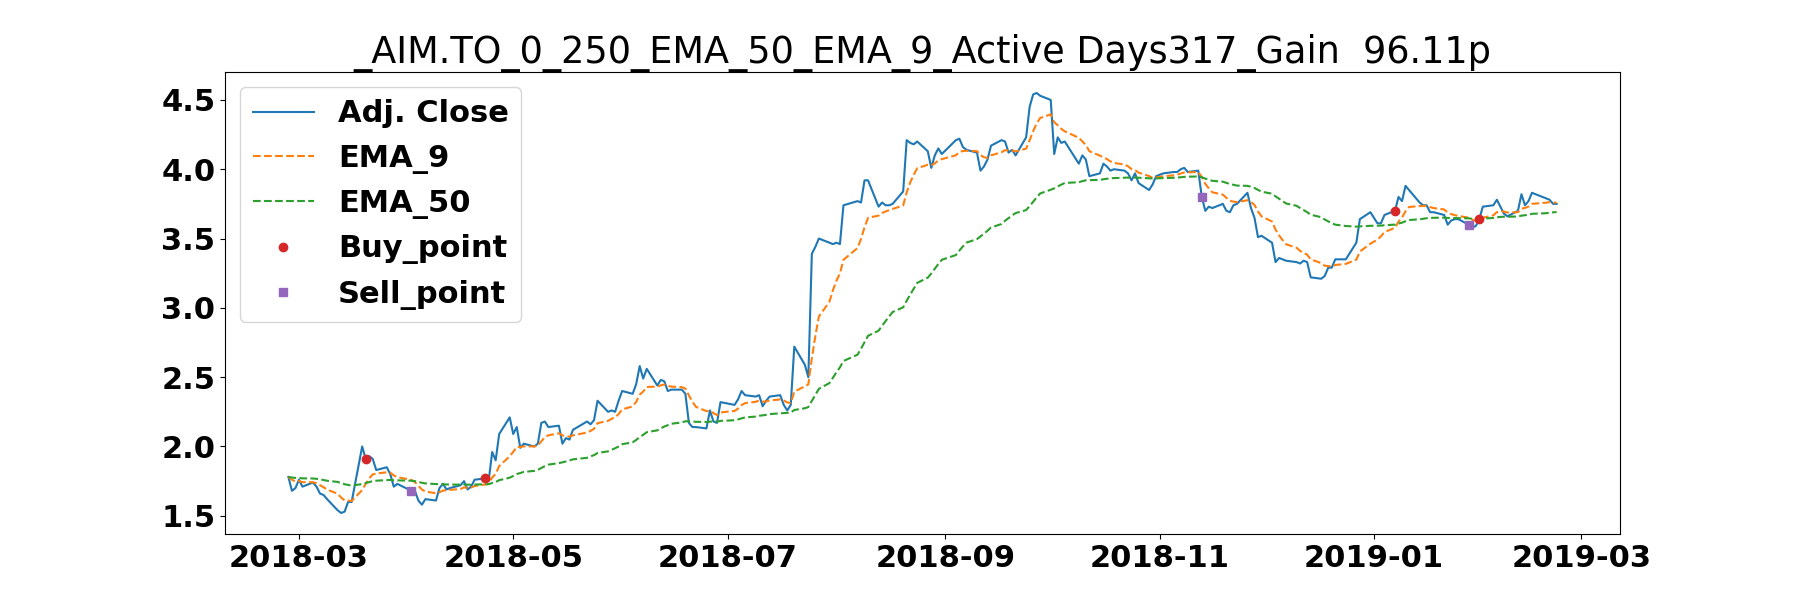 _AIM.TO_0_250_EMA_50_EMA_9_Active Days317_Gain  96.11p
4.5
4.0
3.5
3.0
2.5
2.0
1.5
Adj. Close
EMA_9
EMA_50
Buy_point
Sell_point
2018-03 2018-05 2018-07 2018-09 2018-11 2019-01 2019-03